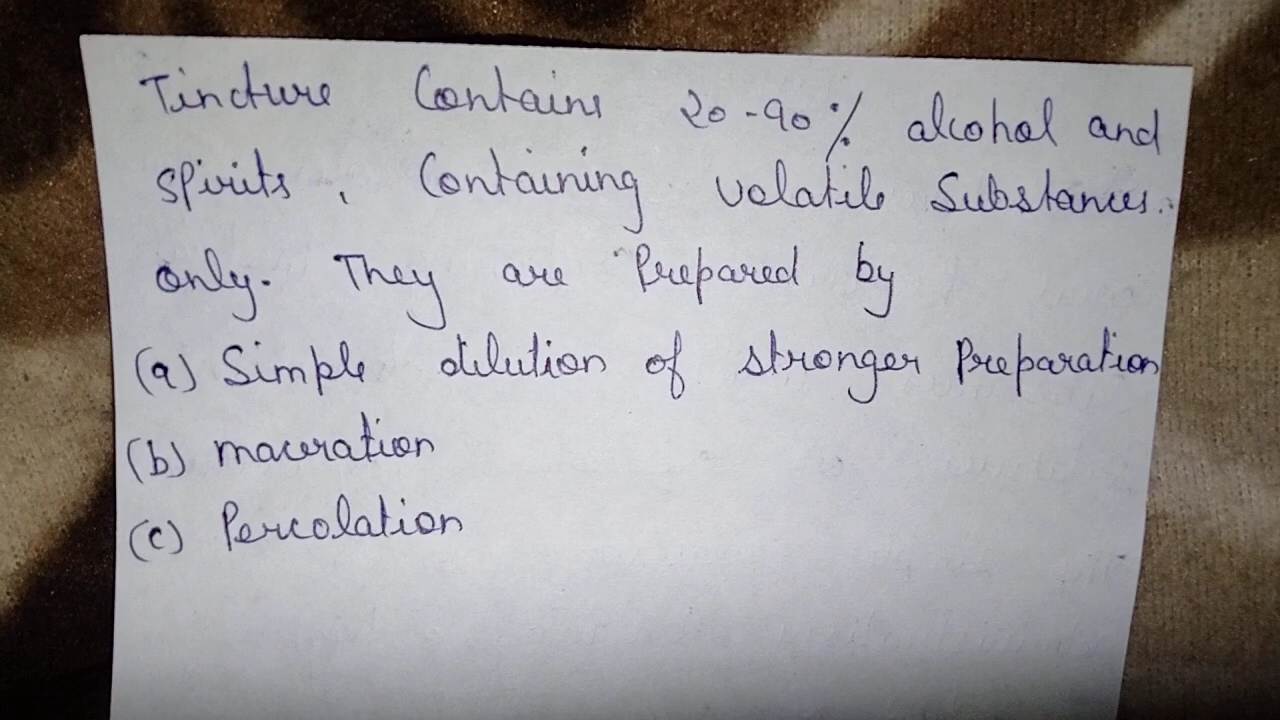 Tincture Contains 20-90% alcohol and
Spirits, Containing volatile Substances.
only. They are Prepared by
(a) Simple dilution of stronger Preparation
(b) maceration
(c) Percolation